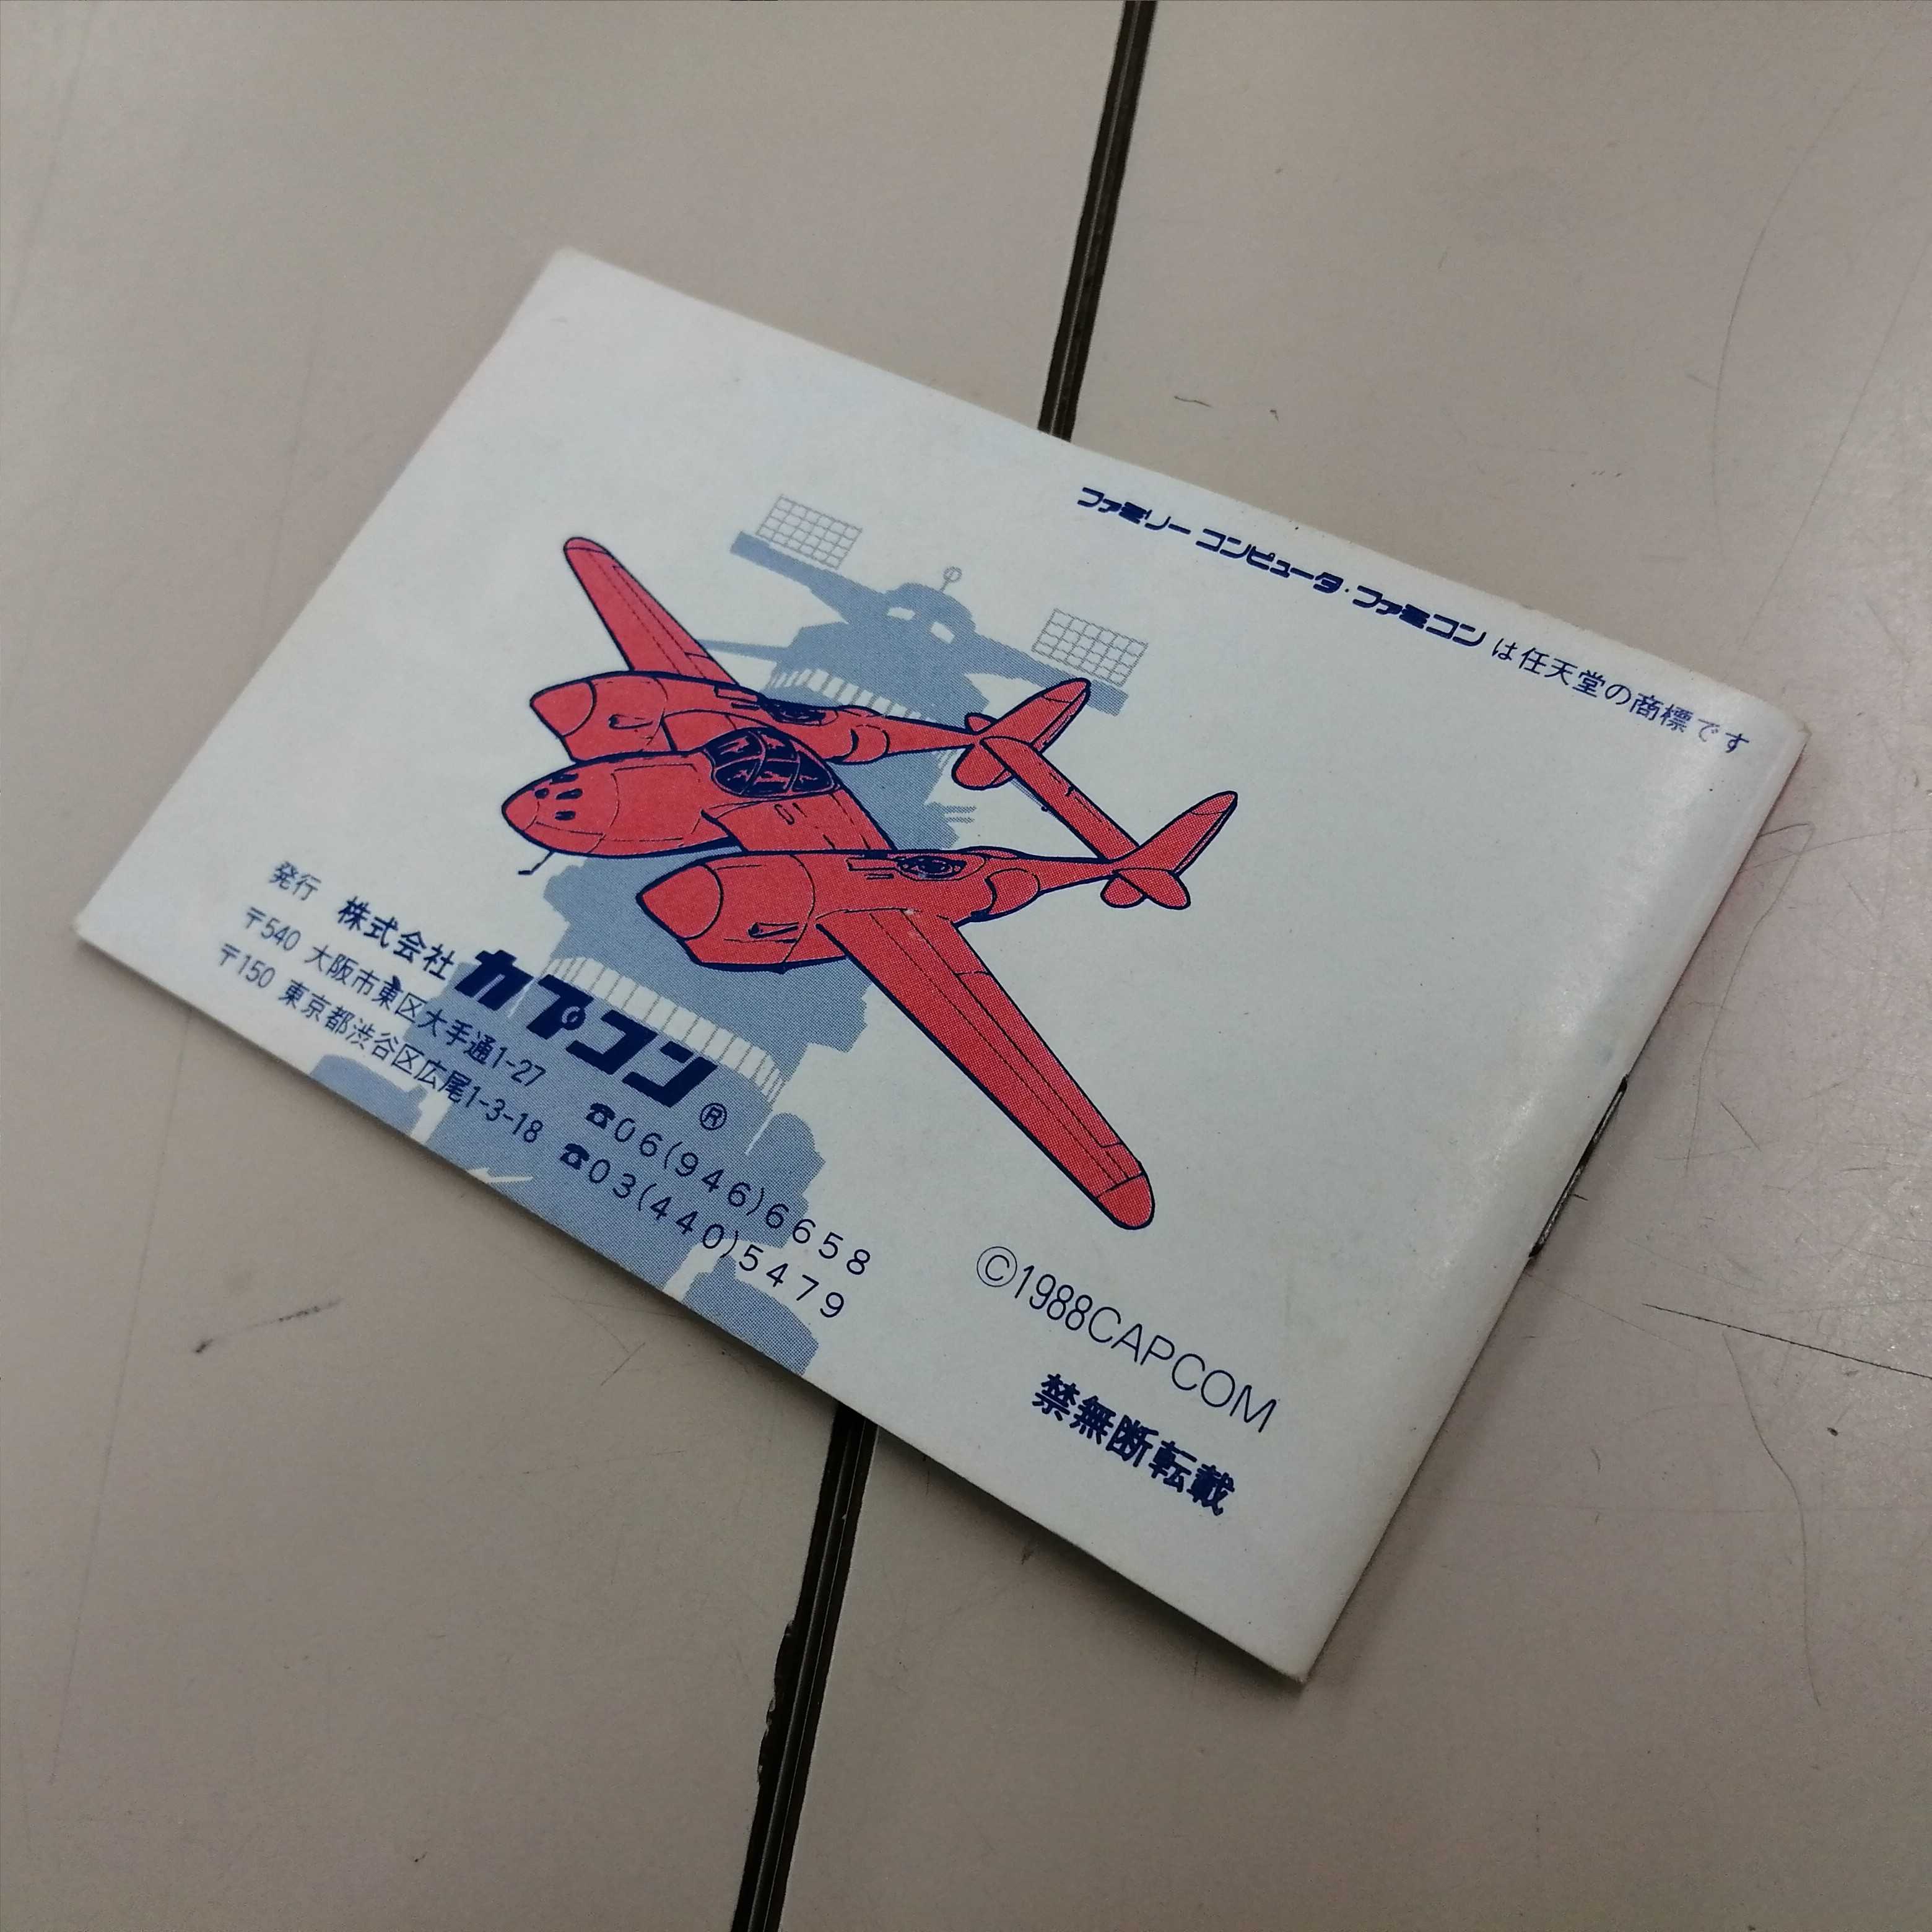 ファミリー コンピュータ・ファミコン は任天堂の商標です
発行 株式会社カプコン®
〒540 大阪市東区大手通1-27 ☎06(946)6658
〒150 東京都渋谷区広尾1-3-18 ☎03(440)5479
©1988CAPCOM
禁無断転載